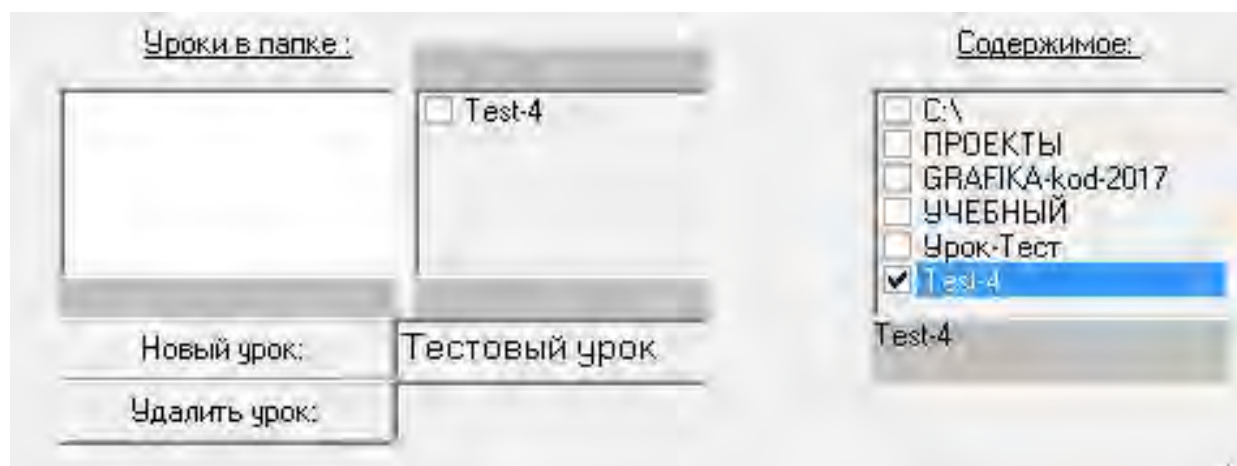 Уроки в папке :
Test-4
Новый урок:
Тестовый урок
Удалить урок:
Содержимое:
C:\
ПРОЕКТЫ
GRAFIKA-kod-2017
УЧЕБНЫЙ
Урок-Тест
Test-4
Test-4